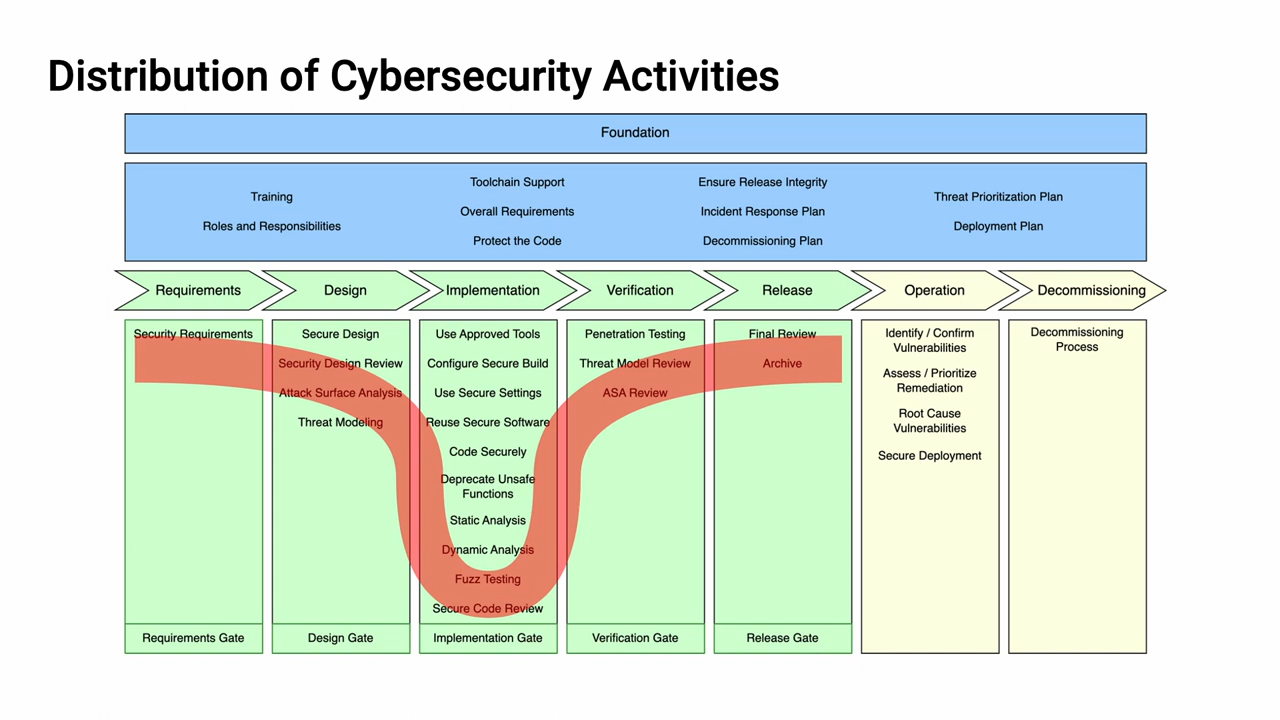 Distribution of Cybersecurity Activities
Foundation
Training
Roles and Responsibilities
Toolchain Support
Overall Requirements
Protect the Code
Ensure Release Integrity
Incident Response Plan
Decommissioning Plan
Threat Prioritization Plan
Deployment Plan
Requirements
Design
Implementation
Verification
Release
Operation
Decommissioning
Security Requirements
Requirements Gate
Secure Design
Security Design Review
Attack Surface Analysis
Threat Modeling
Design Gate
Use Approved Tools
Configure Secure Build
Use Secure Settings
Reuse Secure Software
Code Securely
Deprecate Unsafe
Functions
Static Analysis
Dynamic Analysis
Fuzz Testing
Secure Code Review
Implementation Gate
Penetration Testing
Threat Model Review
ASA Review
Verification Gate
Final Review
Archive
Release Gate
Identify / Confirm
Vulnerabilities
Assess / Prioritize
Remediation
Root Cause
Vulnerabilities
Secure Deployment
Decommissioning
Process